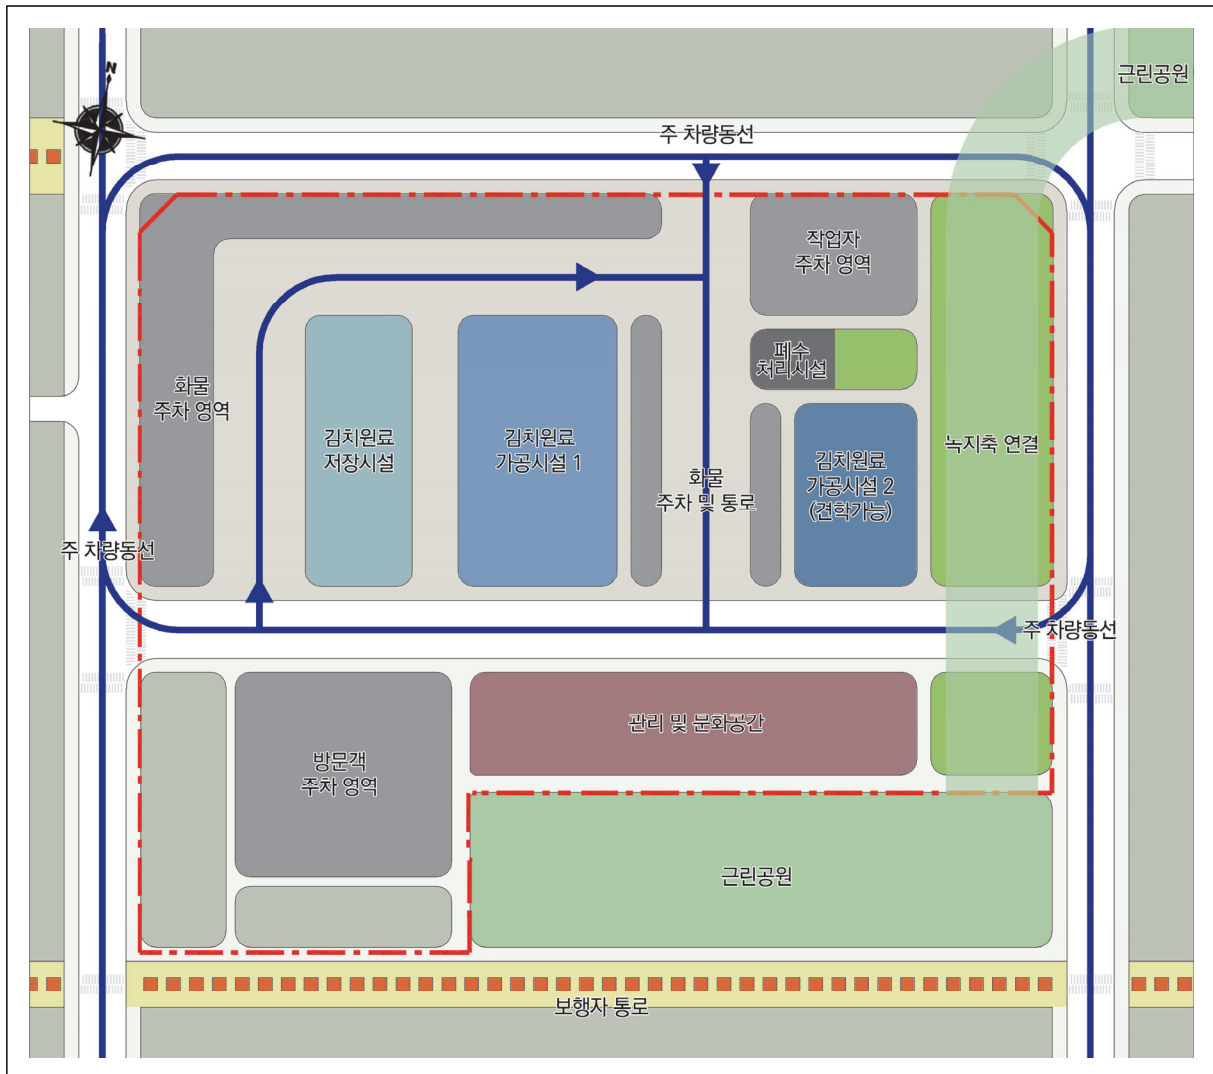 근린공원
N
주 차량동선
작업자
주차 영역
폐수
처리시설
화물
주차 영역
김치원료
저장시설
김치원료
가공시설 1
김치원료
가공시설 2
(견학가능)
녹지축 연결
화물
주차 및 통로
주 차량동선
주 차량동선
관리 및 문화공간
방문객
주차 영역
근린공원
보행자 통로